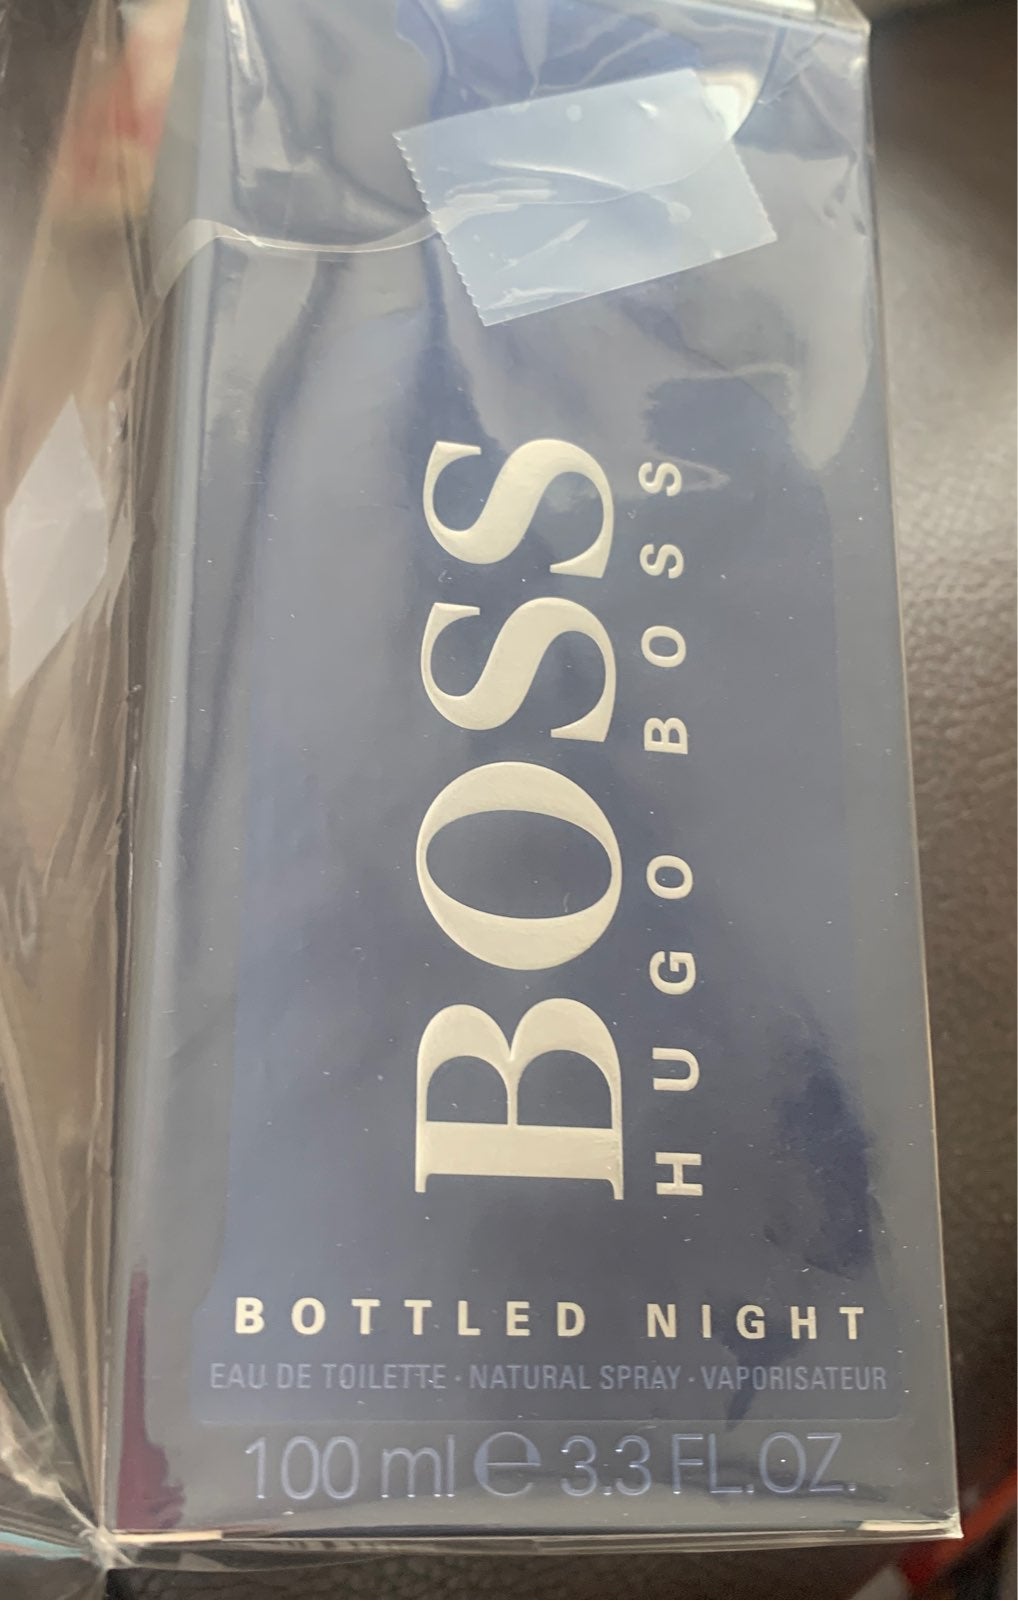 BOSS
HUGO BOSS
BOTTLED NIGHT
EAU DE TOILETTE · NATURAL SPRAY · VAPORISATEUR
100 ml ℮ 3.3 FL.OZ.